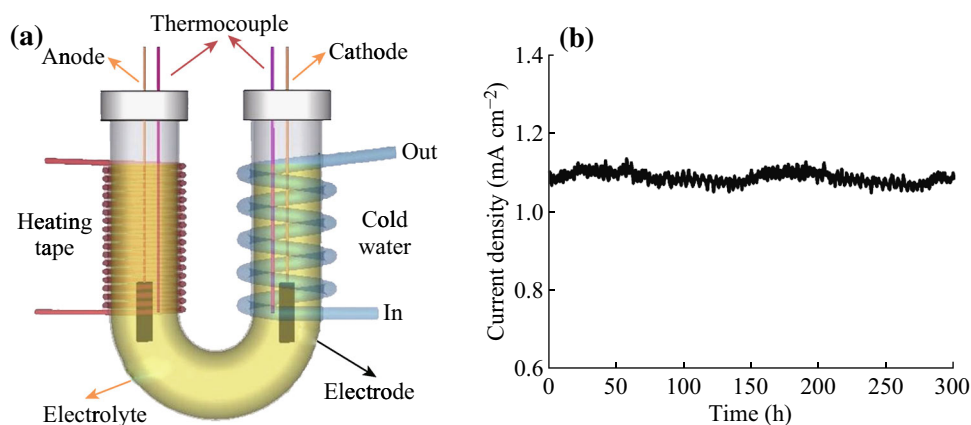 (a)
Thermocouple
Anode
Cathode
Out
Heating
tape
Cold
water
In
Electrode
Electrolyte
(b)
1.4
1.2
1.0
0.8
0.6
Current density (mA cm⁻²)
0 50 100 150 200 250 300
Time (h)